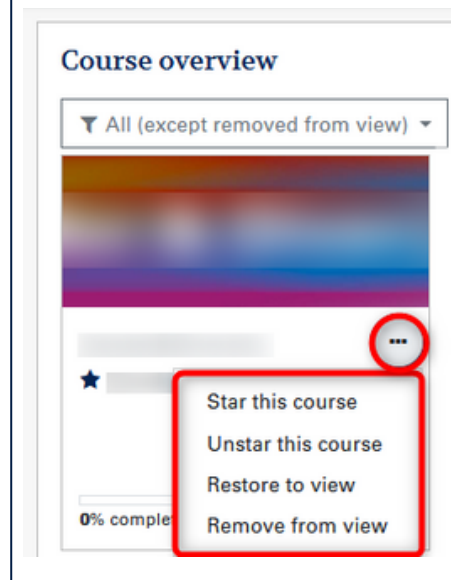 Course overview
All (except removed from view)
Star this course
Unstar this course
Restore to view
0% comple
Remove from view